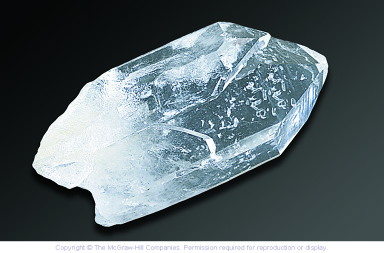 Copyright © The McGraw-Hill Companies. Permission required for reproduction or display.